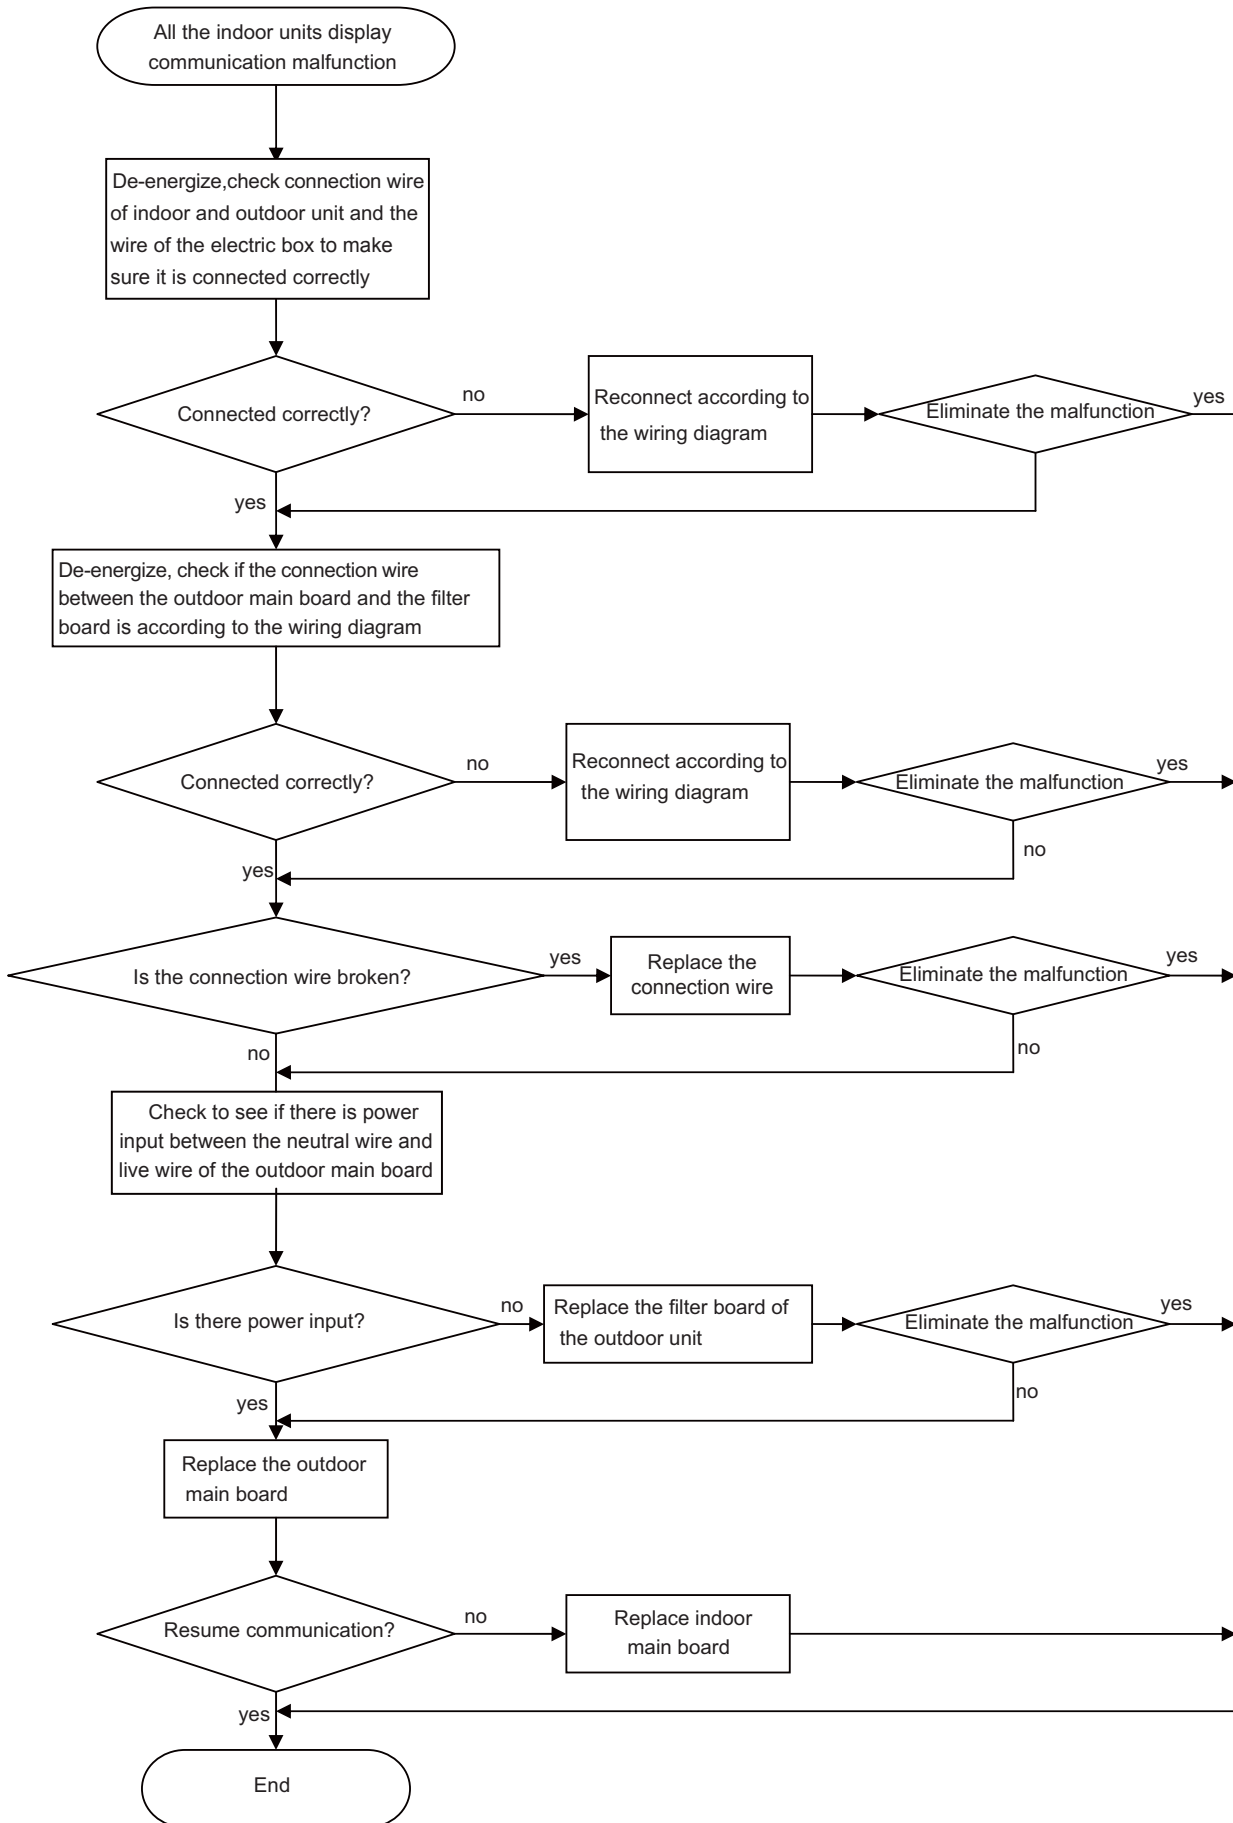 All the indoor units display
communication malfunction
De-energize,check connection wire
of indoor and outdoor unit and the
wire of the electric box to make
sure it is connected correctly
Connected correctly?
no
Reconnect according to
the wiring diagram
Eliminate the malfunction
yes
yes
De-energize, check if the connection wire
between the outdoor main board and the filter
board is according to the wiring diagram
Connected correctly?
no
Reconnect according to
the wiring diagram
Eliminate the malfunction
yes
no
yes
Is the connection wire broken?
yes
Replace the
connection wire
Eliminate the malfunction
yes
no
no
Check to see if there is power
input between the neutral wire and
live wire of the outdoor main board
Is there power input?
no
Replace the filter board of
the outdoor unit
Eliminate the malfunction
yes
no
yes
Replace the outdoor
main board
Resume communication?
no
Replace indoor
main board
yes
End